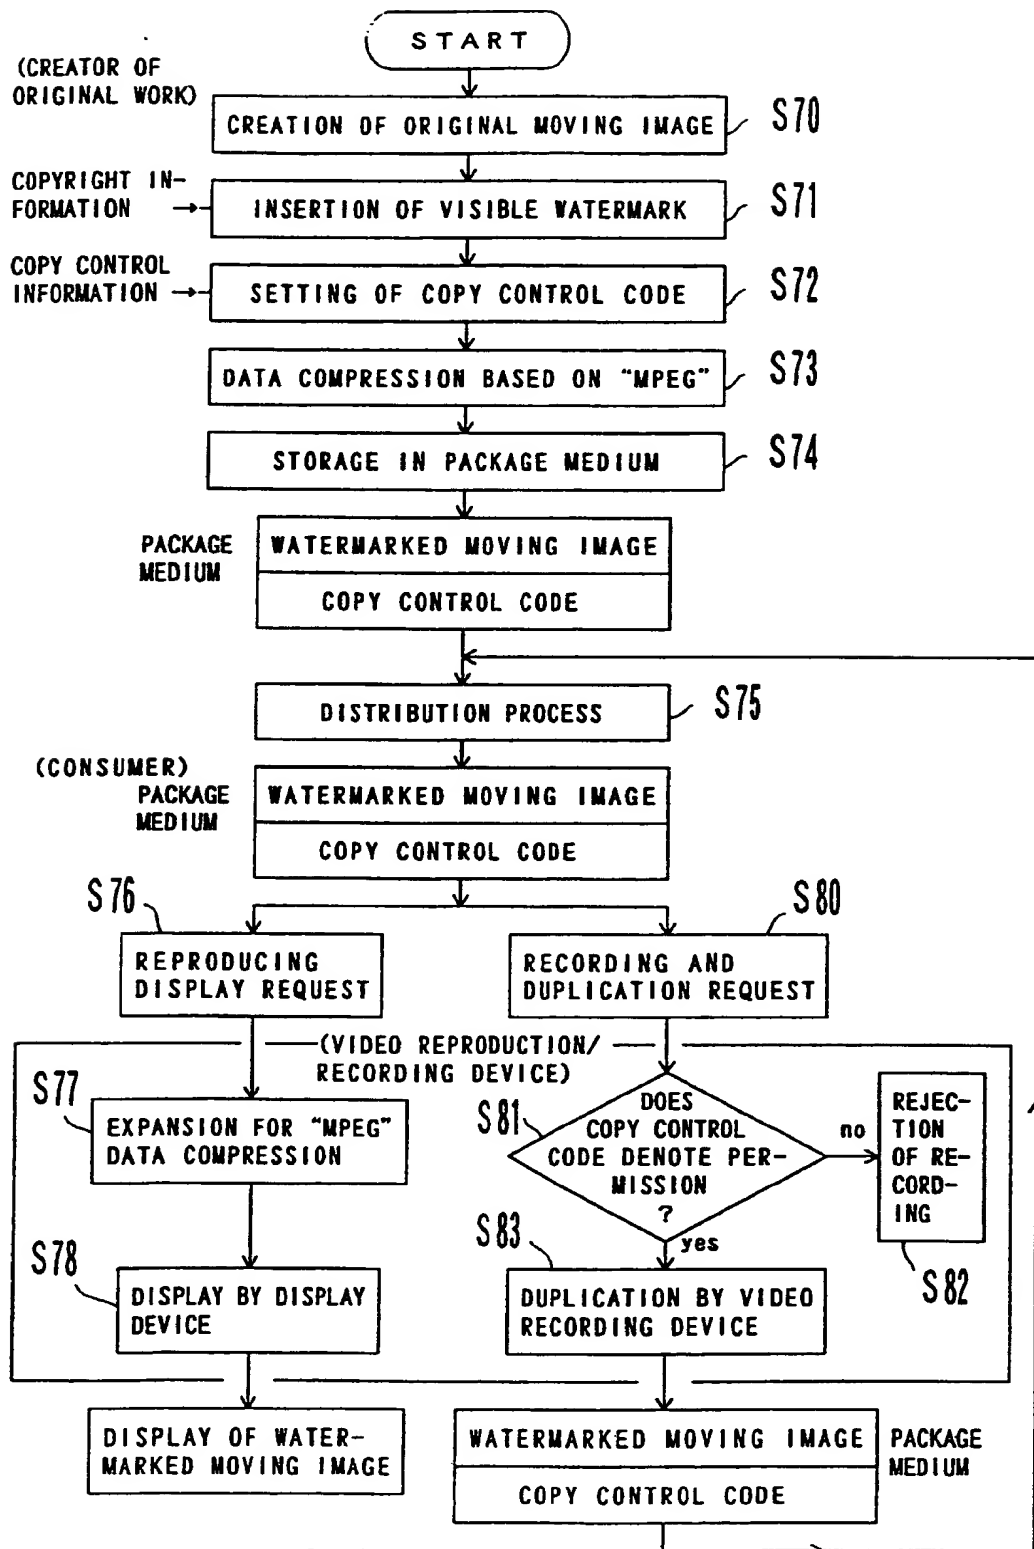 START
(CREATOR OF
ORIGINAL WORK)
CREATION OF ORIGINAL MOVING IMAGE
S70
COPYRIGHT IN-
FORMATION
INSERTION OF VISIBLE WATERMARK
S71
COPY CONTROL
INFORMATION
SETTING OF COPY CONTROL CODE
S72
DATA COMPRESSION BASED ON “MPEG”
S73
STORAGE IN PACKAGE MEDIUM
S74
PACKAGE
MEDIUM
WATERMARKED MOVING IMAGE
COPY CONTROL CODE
DISTRIBUTION PROCESS
S75
(CONSUMER)
PACKAGE
MEDIUM
WATERMARKED MOVING IMAGE
COPY CONTROL CODE
S76
REPRODUCING
DISPLAY REQUEST
S80
RECORDING AND
DUPLICATION REQUEST
(VIDEO REPRODUCTION/
RECORDING DEVICE)
S77
EXPANSION FOR “MPEG”
DATA COMPRESSION
S81
DOES
COPY CONTROL
CODE DENOTE PER-
MISSION
?
no
yes
REJEC-
TION
OF RE-
CORD-
ING
S82
S78
DISPLAY BY DISPLAY
DEVICE
S83
DUPLICATION BY VIDEO
RECORDING DEVICE
DISPLAY OF WATER-
MARKED MOVING IMAGE
WATERMARKED MOVING IMAGE
COPY CONTROL CODE
PACKAGE
MEDIUM